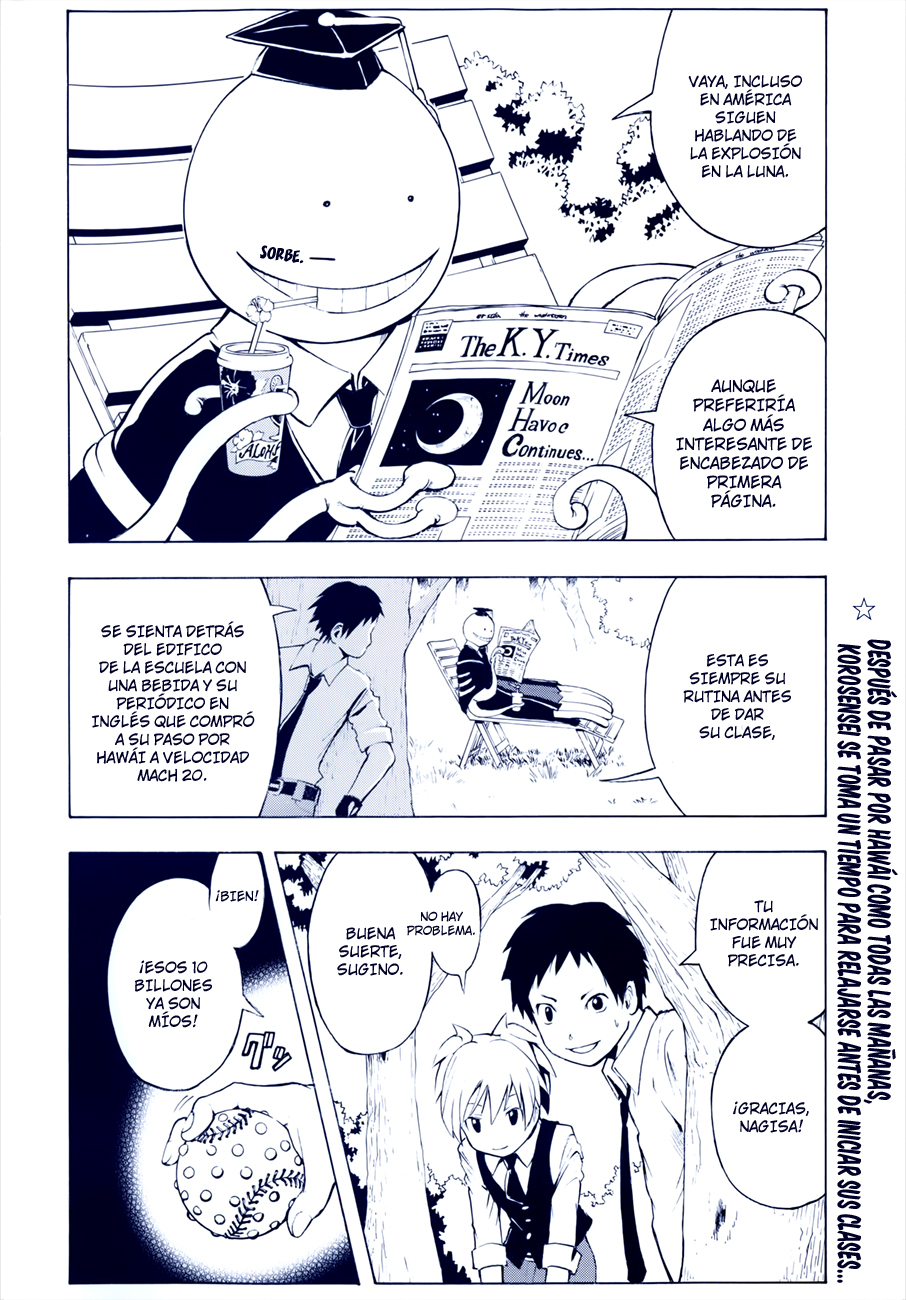 VAYA, INCLUSO
EN AMÉRICA
SIGUEN
HABLANDO DE
LA EXPLOSIÓN
EN LA LUNA.
SORBE.
The K.Y. Times
Moon
Havoc
Continues...
ALOHA
AUNQUE
PREFERIRÍA
ALGO MÁS
INTERESANTE DE
ENCABEZADO DE
PRIMERA
PÁGINA.
☆ DESPUÉS DE PASAR POR HAWÁI COMO TODAS LAS MAÑANAS,
KOROSENSEI SE TOMA UN TIEMPO PARA RELAJARSE ANTES DE INICIAR SUS CLASES...
ESTA ES
SIEMPRE SU
RUTINA ANTES
DE DAR
SU CLASE,
SE SIENTA DETRÁS
DEL EDIFICO
DE LA ESCUELA CON
UNA BEBIDA Y SU
PERIÓDICO EN
INGLÉS QUE COMPRÓ
A SU PASO POR
HAWÁI A VELOCIDAD
MACH 20.
TU
INFORMACIÓN
FUE MUY
PRECISA.
¡GRACIAS,
NAGISA!
NO HAY
PROBLEMA.
BUENA
SUERTE,
SUGINO.
¡BIEN!
¡ESOS 10
BILLONES
YA SON
MÍOS!
グッ